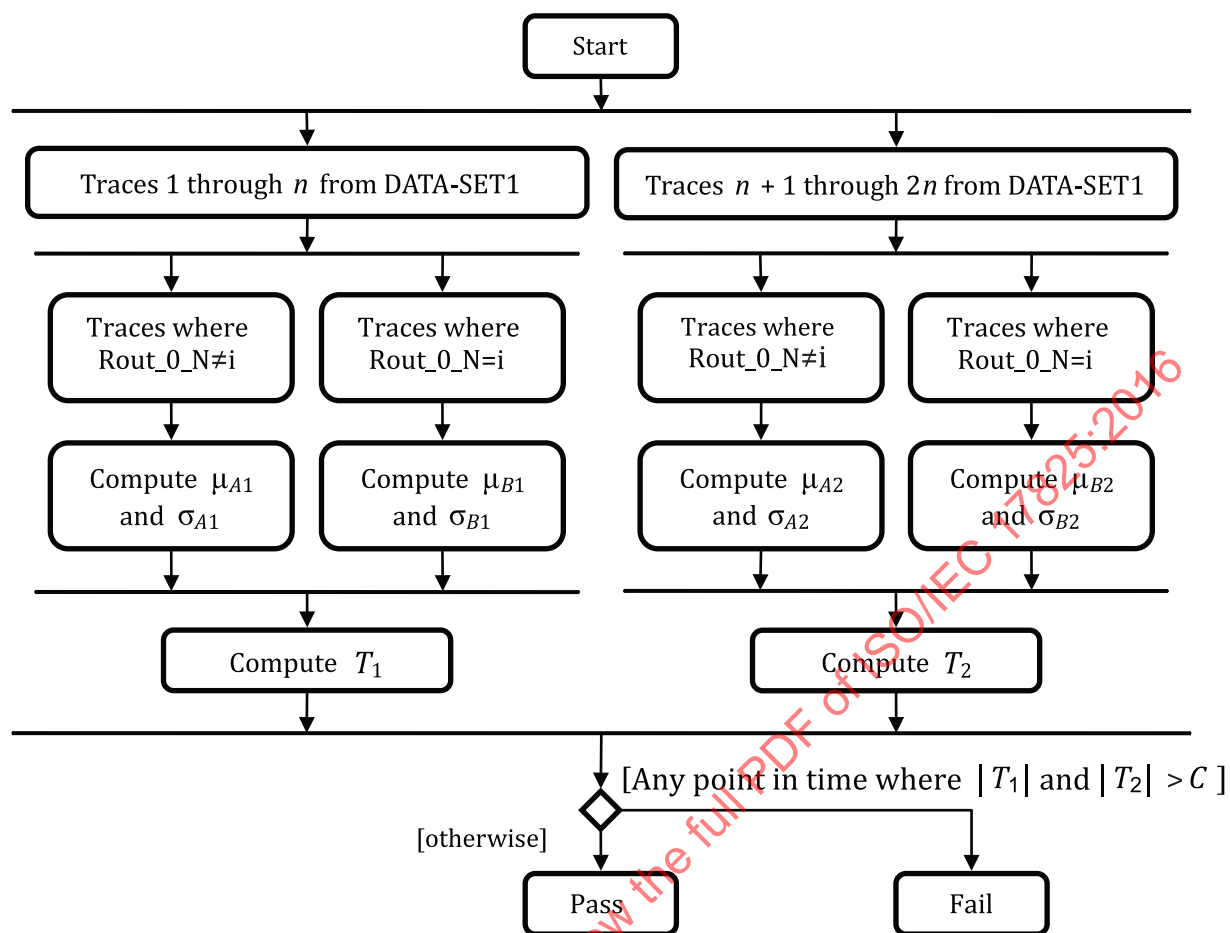 Start
Traces 1 through n from DATA-SET1
Traces n + 1 through 2n from DATA-SET1
Traces where
Rout_0_N≠i
Traces where
Rout_0_N=i
Traces where
Rout_0_N≠i
Traces where
Rout_0_N=i
Compute μA1
and σA1
Compute μB1
and σB1
Compute μA2
and σA2
Compute μB2
and σB2
Compute T1
Compute T2
[Any point in time where |T1| and |T2| >C ]
[otherwise]
Pass
Fail
the full PDF of ISO/IEC 17825:2016